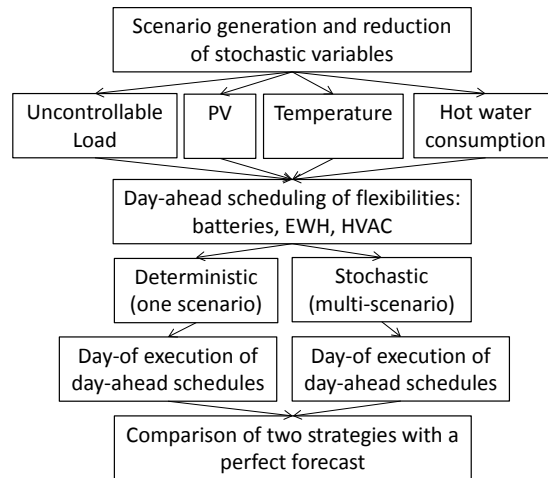 Scenario generation and reduction
of stochastic variables
Uncontrollable
Load
PV
Temperature
Hot water
consumption
Day-ahead scheduling of flexibilities:
batteries, EWH, HVAC
Deterministic
(one scenario)
Stochastic
(multi-scenario)
Day-of execution of
day-ahead schedules
Day-of execution of
day-ahead schedules
Comparison of two strategies with a
perfect forecast